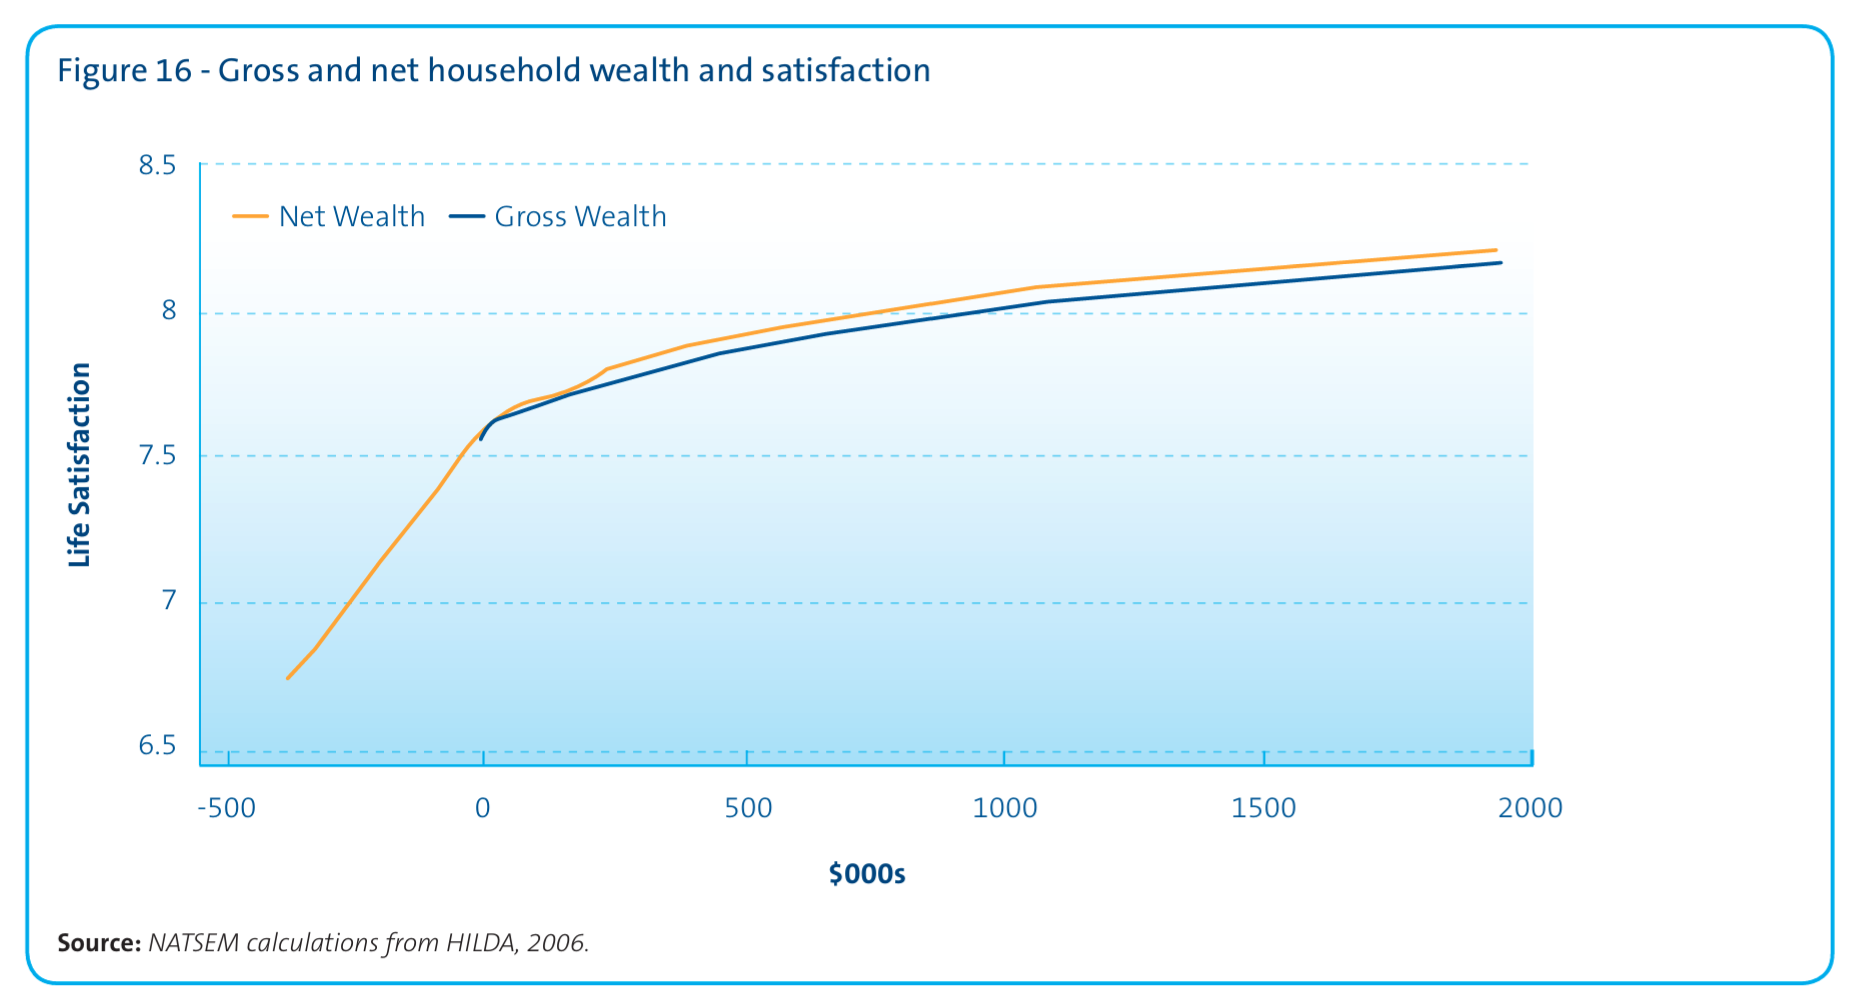 Figure 16 - Gross and net household wealth and satisfaction
8.5
Net Wealth Gross Wealth
8
7.5
Life Satisfaction
7
6.5
-500 0 500 1000 1500 2000
$000s
Source: NATSEM calculations from HILDA, 2006.